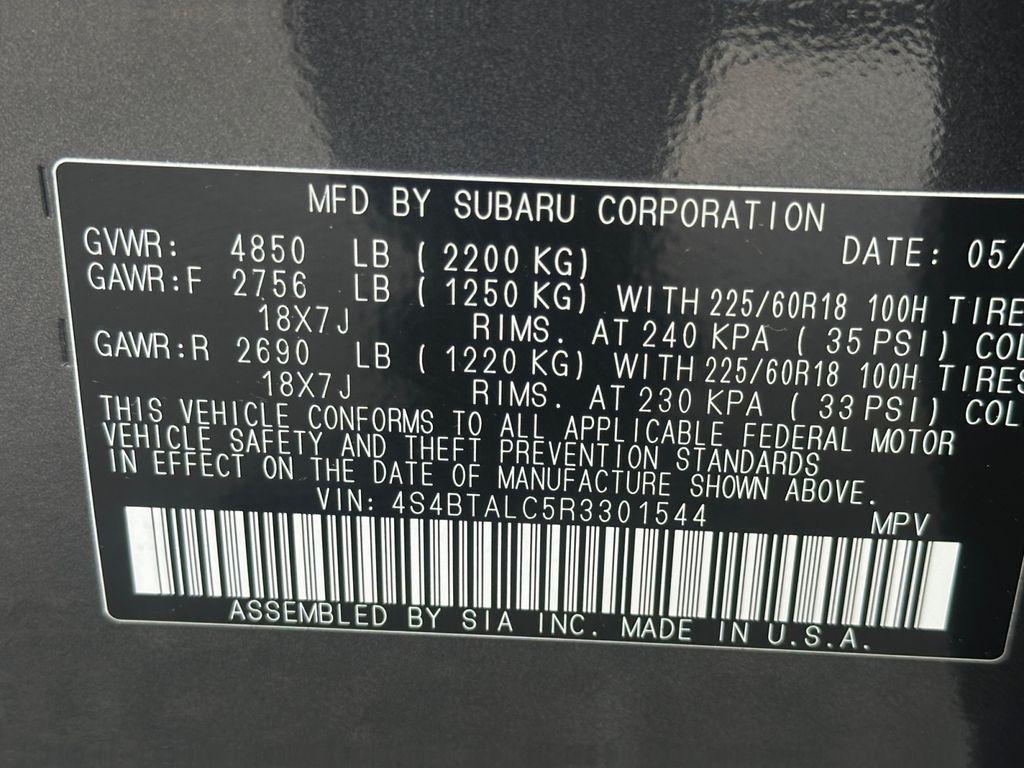 MFD BY SUBARU CORPORATION
GVWR: 4850 LB ( 2200 KG) DATE: 05/
GAWR:F 2756 LB ( 1250 KG) WITH 225/60R18 100H TIRE
18X7J RIMS. AT 240 KPA ( 35 PSI) COL
GAWR:R 2690 LB ( 1220 KG) WITH 225/60R18 100H TIRES
18X7J RIMS. AT 230 KPA ( 33 PSI) COL
THIS VEHICLE CONFORMS TO ALL APPLICABLE FEDERAL MOTOR
VEHICLE SAFETY AND THEFT PREVENTION STANDARDS
IN EFFECT ON THE DATE OF MANUFACTURE SHOWN ABOVE.
VIN: 4S4BTALC5R3301544 MPV
ASSEMBLED BY SIA INC. MADE IN U.S.A.